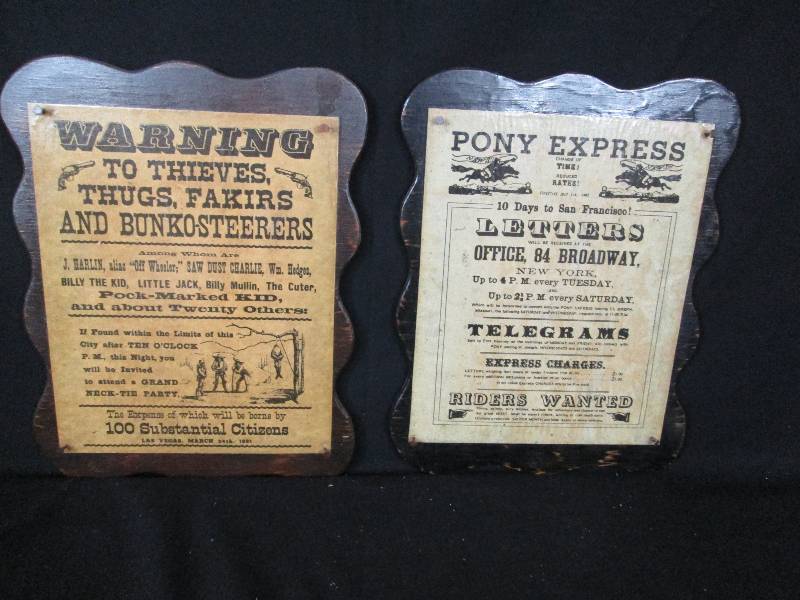 WARNING
TO THIEVES,
THUGS, FAKIRS
AND BUNKO-STEERERS
Among Whom Are
J. HARLIN, alias "Off Wheeler;" SAW DUST CHARLIE, Wm. Hedges,
BILLY THE KID, LITTLE JACK, Billy Mullin, The Cuter,
Pock-Marked KID,
and about Twenty Others:
If Found within the Limits of this
City after TEN O'CLOCK
P. M., this Night, you
will be Invited
to attend a GRAND
NECK-TIE PARTY.
The Expense of which will be borne by
100 Substantial Citizens
LAS VEGAS, MARCH 24th, 1881
PONY EXPRESS
CHANGE OF
TIME!
REDUCED
RATES!
10 Days to San Francisco!
LETTERS
WILL BE RECEIVED AT THE
OFFICE, 84 BROADWAY,
NEW YORK,
Up to 4 P. M. every TUESDAY,
AND
Up to 2½ P. M. every SATURDAY,
TELEGRAMS
EXPRESS CHARGES.
RIDERS WANTED